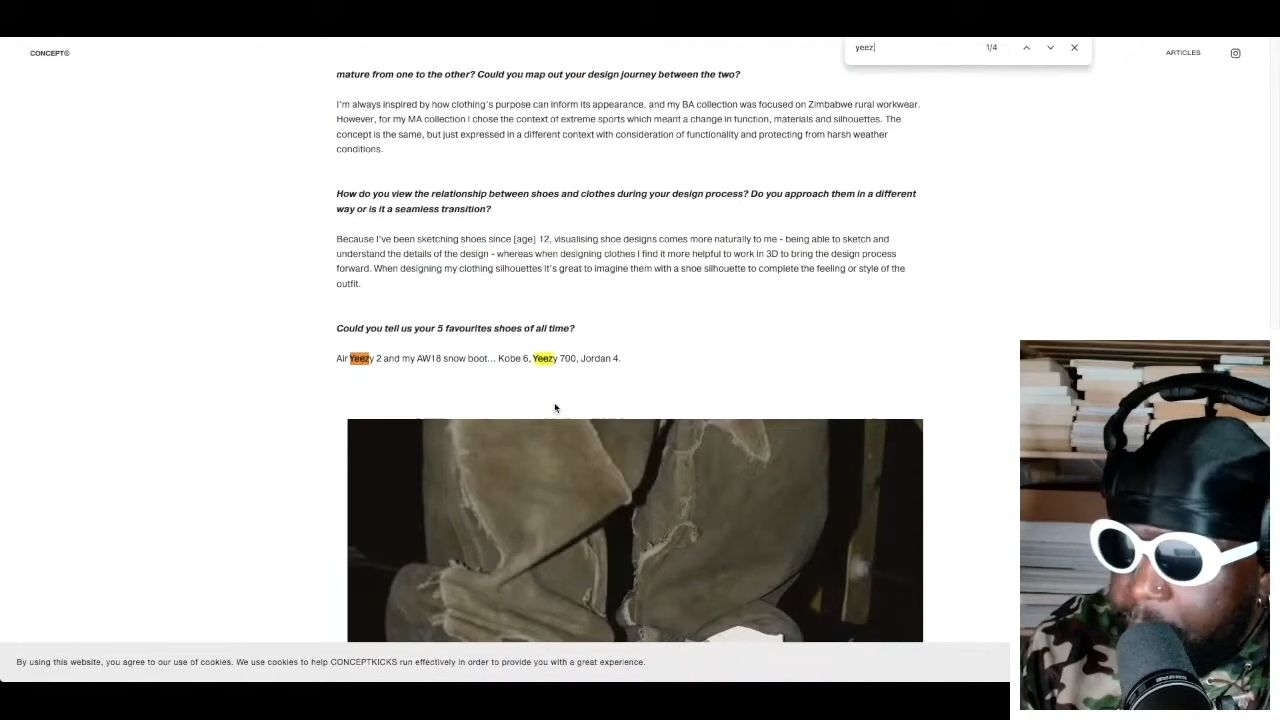 CONCEPT®
yeez
1/4
ARTICLES
mature from one to the other? Could you map out your design journey between the two?
I'm always inspired by how clothing's purpose can inform its appearance, and my BA collection was focused on Zimbabwe rural workwear.
However, for my MA collection I chose the context of extreme sports which meant a change in function, materials and silhouettes. The
concept is the same, but just expressed in a different context with consideration of functionality and protecting from harsh weather
conditions.
How do you view the relationship between shoes and clothes during your design process? Do you approach them in a different
way or is it a seamless transition?
Because I've been sketching shoes since [age] 12, visualising shoe designs comes more naturally to me - being able to sketch and
understand the details of the design - whereas when designing clothes I find it more helpful to work in 3D to bring the design process
forward. When designing my clothing silhouettes it's great to imagine them with a shoe silhouette to complete the feeling or style of the
outfit.
Could you tell us your 5 favourites shoes of all time?
Air Yeezy 2 and my AW18 snow boot... Kobe 6, Yeezy 700, Jordan 4.
By using this website, you agree to our use of cookies. We use cookies to help CONCEPTKICKS run effectively in order to provide you with a great experience.